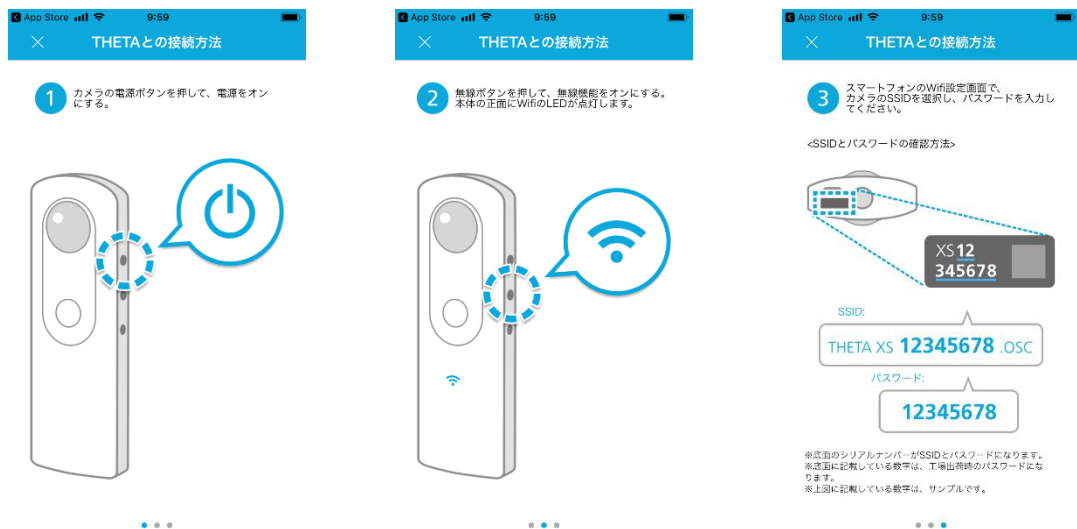 App Store 9:59
THETAとの接続方法
1
カメラの電源ボタンを押して、電源をオン
にする。
App Store 9:59
THETAとの接続方法
2
無線ボタンを押して、無線機能をオンにする。
本体の正面にWifiのLEDが点灯します。
App Store 9:59
THETAとの接続方法
3
スマートフォンのWifi設定画面で、
カメラのSSIDを選択し、パスワードを入力し
てください。
<SSIDとパスワードの確認方法>
XS12
345678
SSID:
THETA XS 12345678 .OSC
パスワード:
12345678
※底面のシリアルナンバーがSSIDとパスワードになります。
※底面に記載している数字は、工場出荷時のパスワードにな
ります。
※上図に記載している数字は、サンプルです。